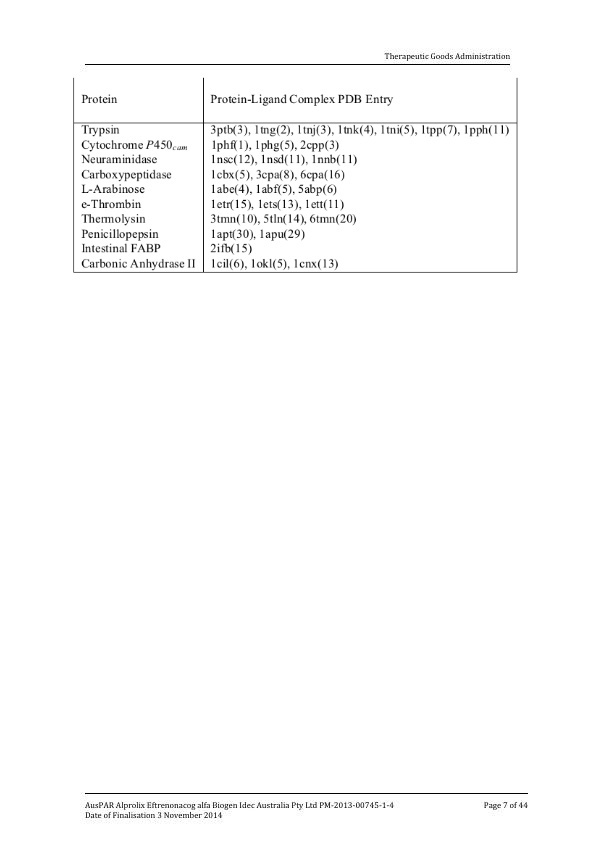 Therapeutic Goods Administration
Protein Protein-Ligand Complex PDB Entry
Trypsin 3ptb(3), 1tng(2), 1tnj(3), 1tnk(4), 1tni(5), 1tpp(7), 1pph(11)
Cytochrome P450cam 1phf(1), 1phg(5), 2cpp(3)
Neuraminidase 1nsc(12), 1nsd(11), 1nnb(11)
Carboxypeptidase 1cbx(5), 3cpa(8), 6cpa(16)
L-Arabinose 1abe(4), 1abf(5), 5abp(6)
e-Thrombin 1etr(15), 1ets(13), 1ett(11)
Thermolysin 3tmn(10), 5tln(14), 6tmn(20)
Penicillopepsin 1apt(30), 1apu(29)
Intestinal FABP 2ifb(15)
Carbonic Anhydrase II 1cil(6), 1okl(5), 1cnx(13)
AusPAR Alprolix Eftrenonacog alfa Biogen Idec Australia Pty Ltd PM-2013-00745-1-4 Page 7 of 44
Date of Finalisation 3 November 2014